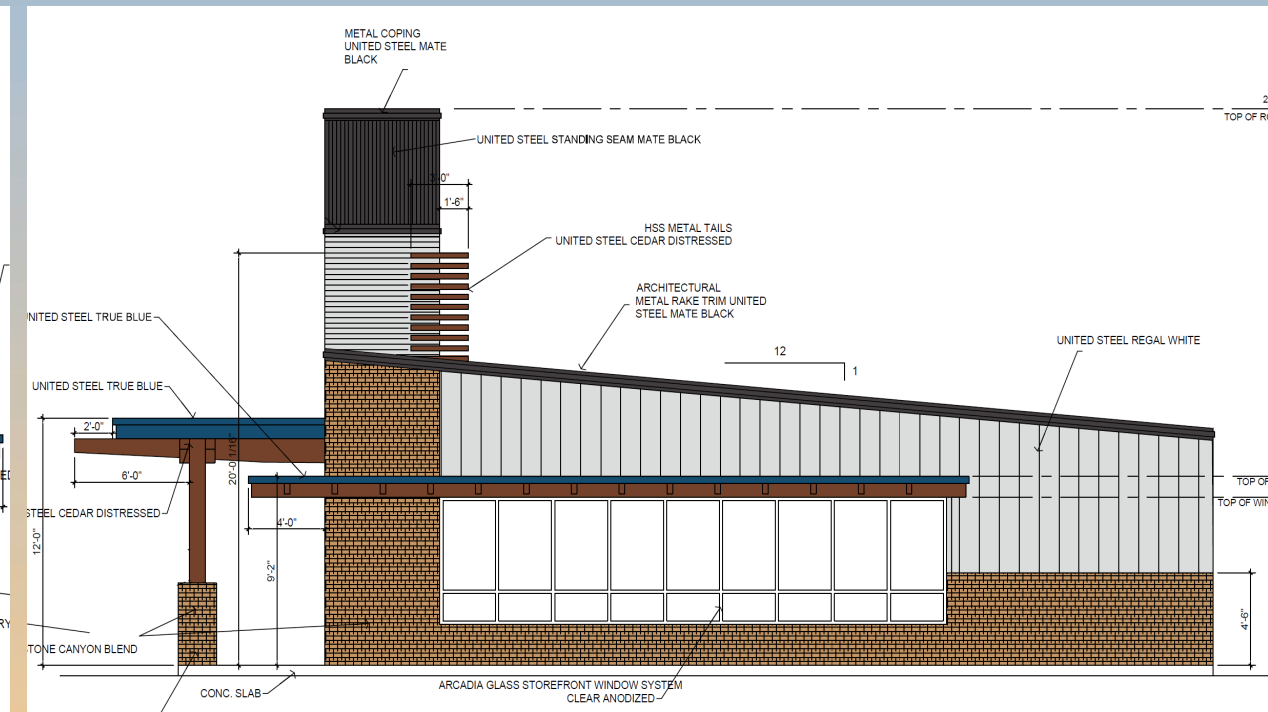 METAL COPING
UNITED STEEL MATE
BLACK
2
TOP OF
UNITED STEEL STANDING SEAM MATE BLACK
3'-0"
1'-6"
HSS METAL TAILS
UNITED STEEL CEDAR DISTRESSED
ARCHITECTURAL
METAL RAKE TRIM UNITED
STEEL MATE BLACK
UNITED STEEL TRUE BLUE
12
1
UNITED STEEL REGAL WHITE
UNITED STEEL TRUE BLUE
2'-0"
6'-0"
20'-0 1/16"
TOP OF
TOP OF WIN
STEEL CEDAR DISTRESSED
4'-0"
12'-0"
9'-2"
4'-6"
RY
STONE CANYON BLEND
CONC. SLAB
ARCADIA GLASS STOREFRONT WINDOW SYSTEM
CLEAR ANODIZED